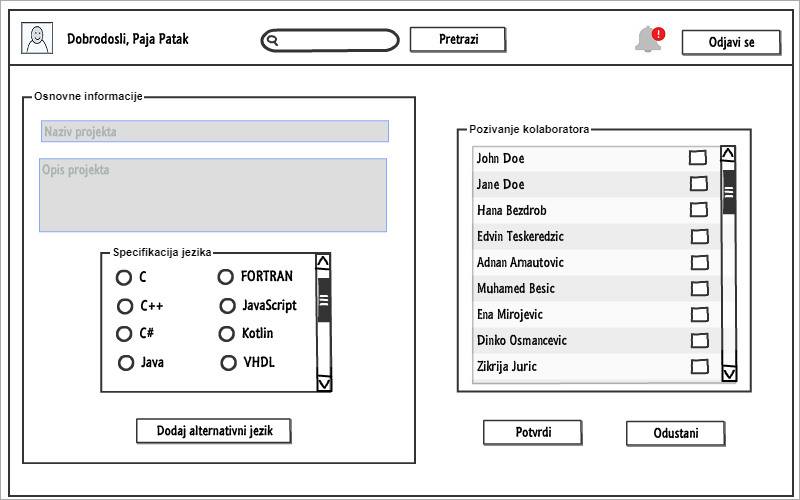 Dobrodosli, Paja Patak
Pretrazi
!
Odjavi se
Osnovne informacije
Naziv projekta
Opis projekta
Specifikacija jezika
C
FORTRAN
C++
JavaScript
C#
Kotlin
Java
VHDL
Dodaj alternativni jezik
Pozivanje kolaboratora
John Doe
Jane Doe
Hana Bezdrob
Edvin Teskeredzic
Adnan Arnautovic
Muhamed Besic
Ena Mirojevic
Dinko Osmancevic
Zikrija Juric
Potvrdi
Odustani